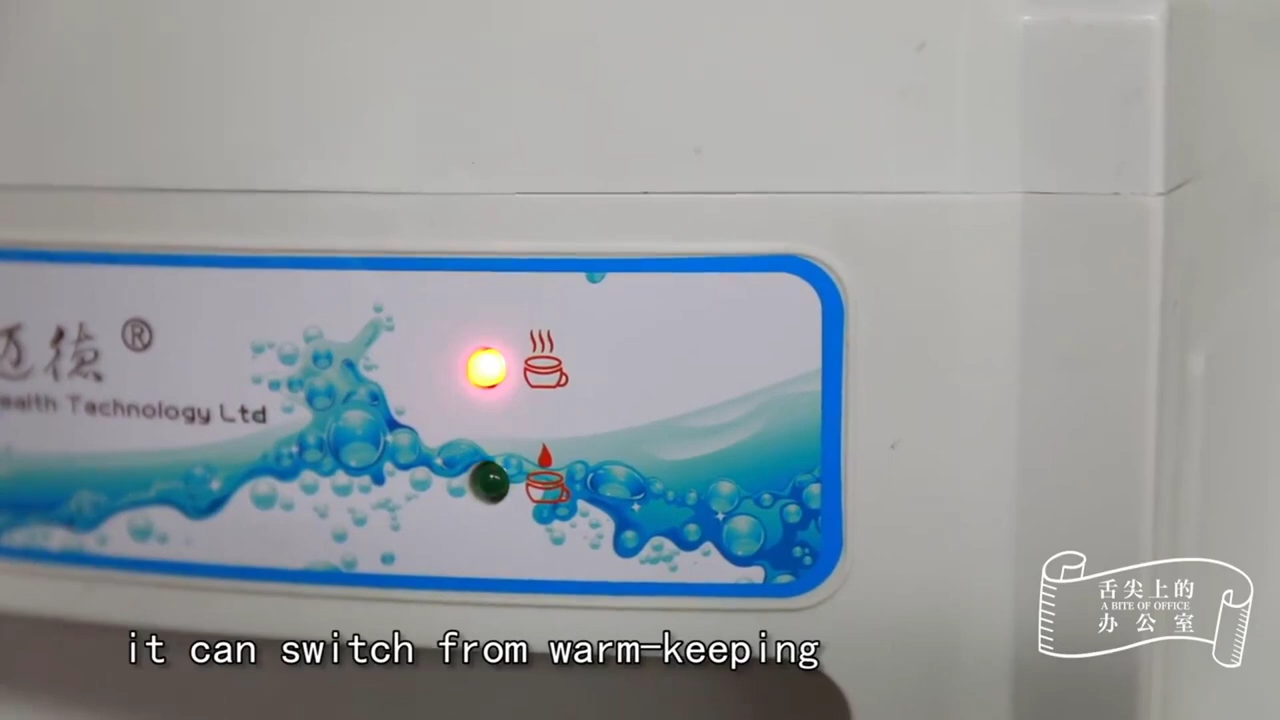 迈德®
ealth Technology Ltd
it can switch from warm-keeping
舌尖上的
A BITE OF OFFICE
办公室